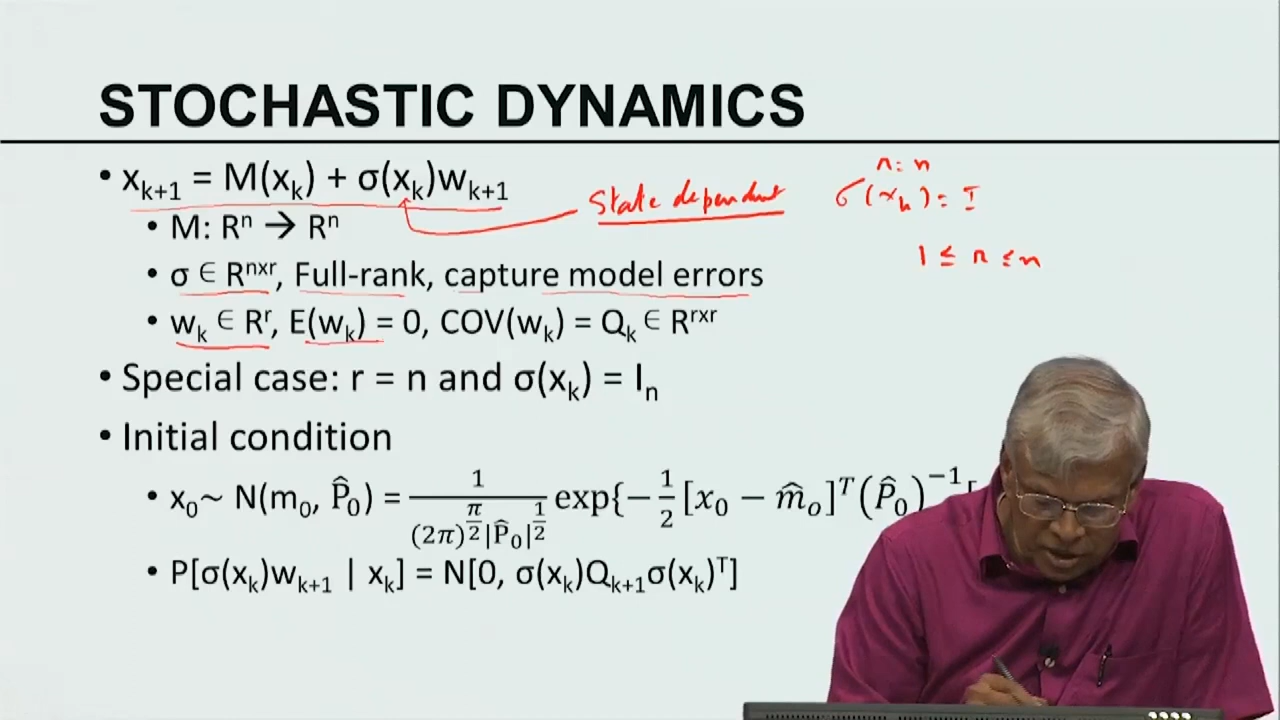 STOCHASTIC DYNAMICS
• xₖ₊₁ = M(xₖ) + σ(xₖ)wₖ₊₁
State dependent
r = n
σ(xₖ) = I
1 ≤ r ≤ n
• M: Rⁿ → Rⁿ
• σ ∈ Rⁿˣʳ, Full-rank, capture model errors
• wₖ ∈ Rʳ, E(wₖ) = 0, COV(wₖ) = Qₖ ∈ Rʳˣʳ
• Special case: r = n and σ(xₖ) = Iₙ
• Initial condition
• x₀~ N(m₀, P̂₀) = 1/((2π)^(π/2)|P̂₀|^(1/2)) exp{−1/2 [x₀ − m̂ₒ]ᵀ(P̂₀)⁻¹[
• P[σ(xₖ)wₖ₊₁ | xₖ] = N[0, σ(xₖ)Qₖ₊₁σ(xₖ)ᵀ]